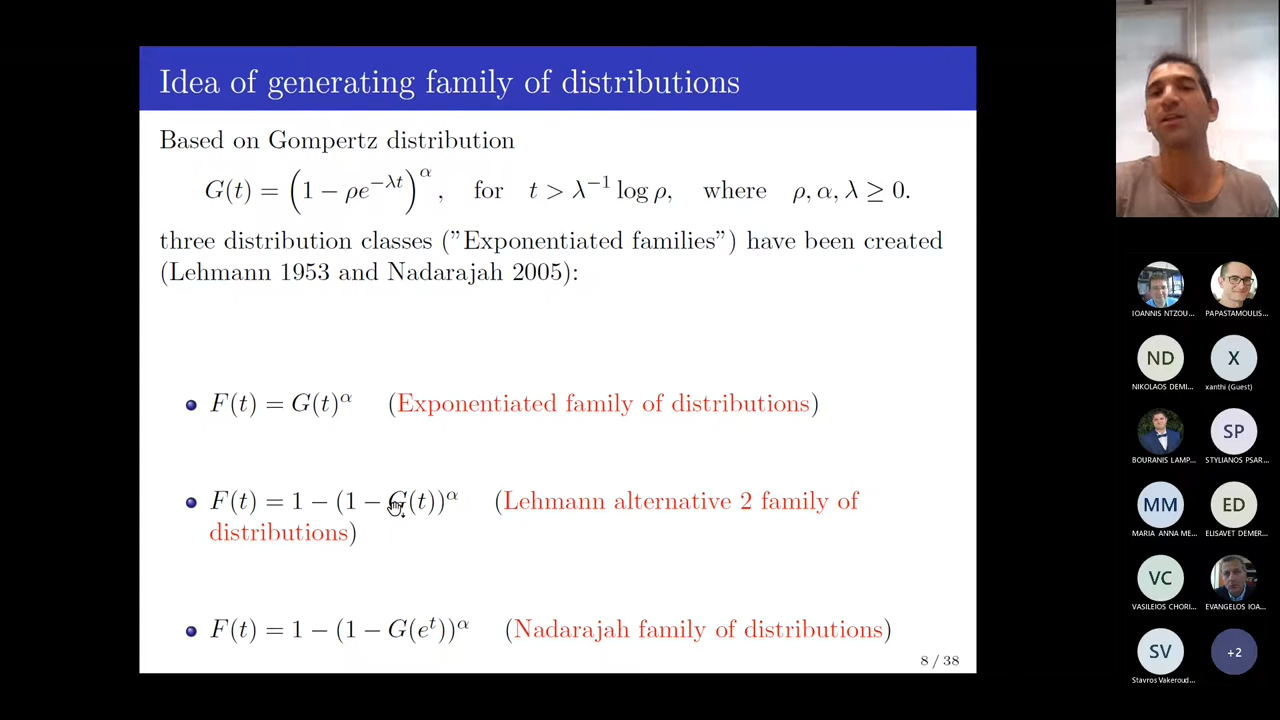 Idea of generating family of distributions
Based on Gompertz distribution
G(t) = (1 − ρe^{−λt})^α, for t > λ^{−1} log ρ, where ρ, α, λ ≥ 0.
three distribution classes (”Exponentiated families”) have been created
(Lehmann 1953 and Nadarajah 2005):
F(t) = G(t)^α (Exponentiated family of distributions)
F(t) = 1 − (1 − G(t))^α (Lehmann alternative 2 family of
distributions)
F(t) = 1 − (1 − G(e^t))^α (Nadarajah family of distributions)
8 / 38
IOANNIS NTZOU... PAPASTAMOULIS...
ND X
NIKOLAOS DEMI... xanthi (Guest)
SP
BOURANIS LAMP... STYLIANOS PSAR...
MM ED
MARIA ANNA ME... ELISAVET DEMER...
VC
VASILEIOS CHORI... EVANGELOS IOA...
SV +2
Stavros Vakeroud...